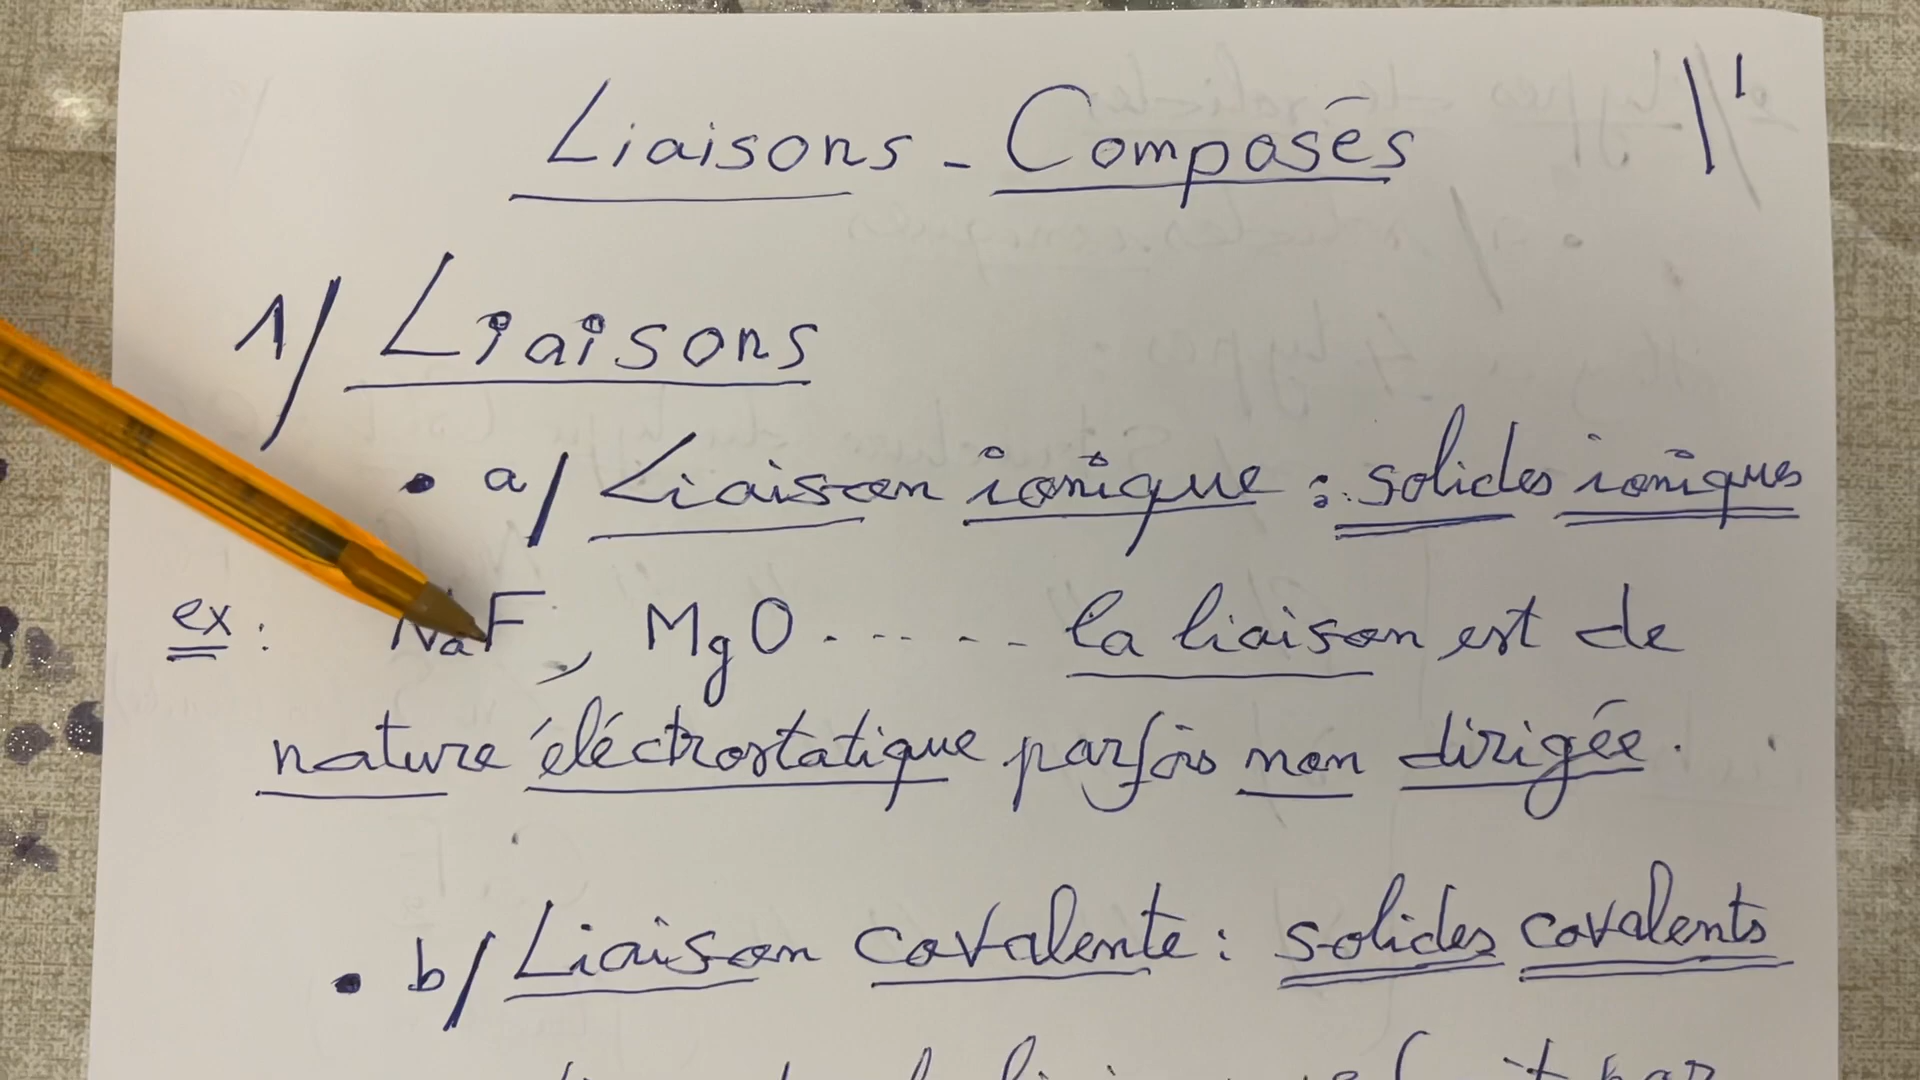 Liaisons - Composés \\1
1/ Liaisons
• a/ Liaison ionique : solides ioniques
ex : NaF, MgO ------ la liaison est de
nature éléctrostatique parfois non dirigée.
• b/ Liaison covalente : solides covalents